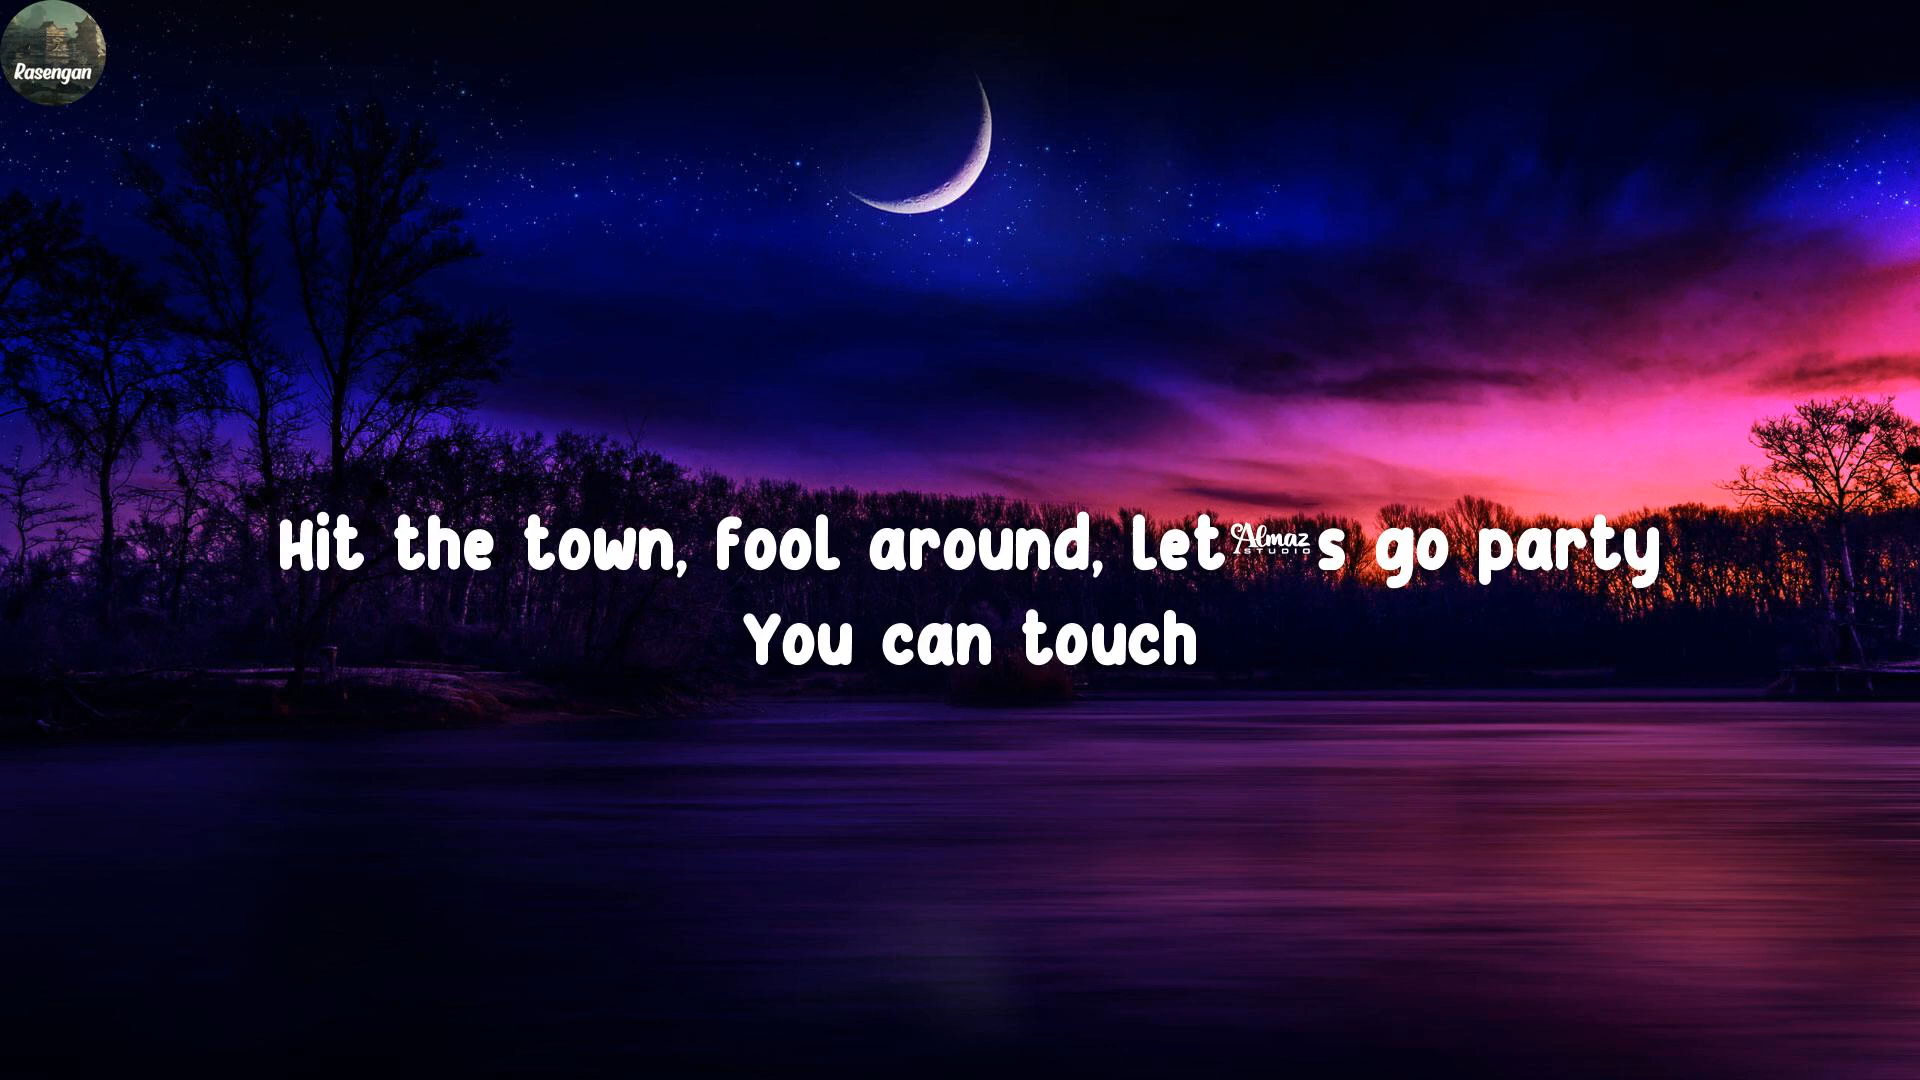 Rasengan
Hit the town, fool around, let Almaz STUDIO s go party
You can touch